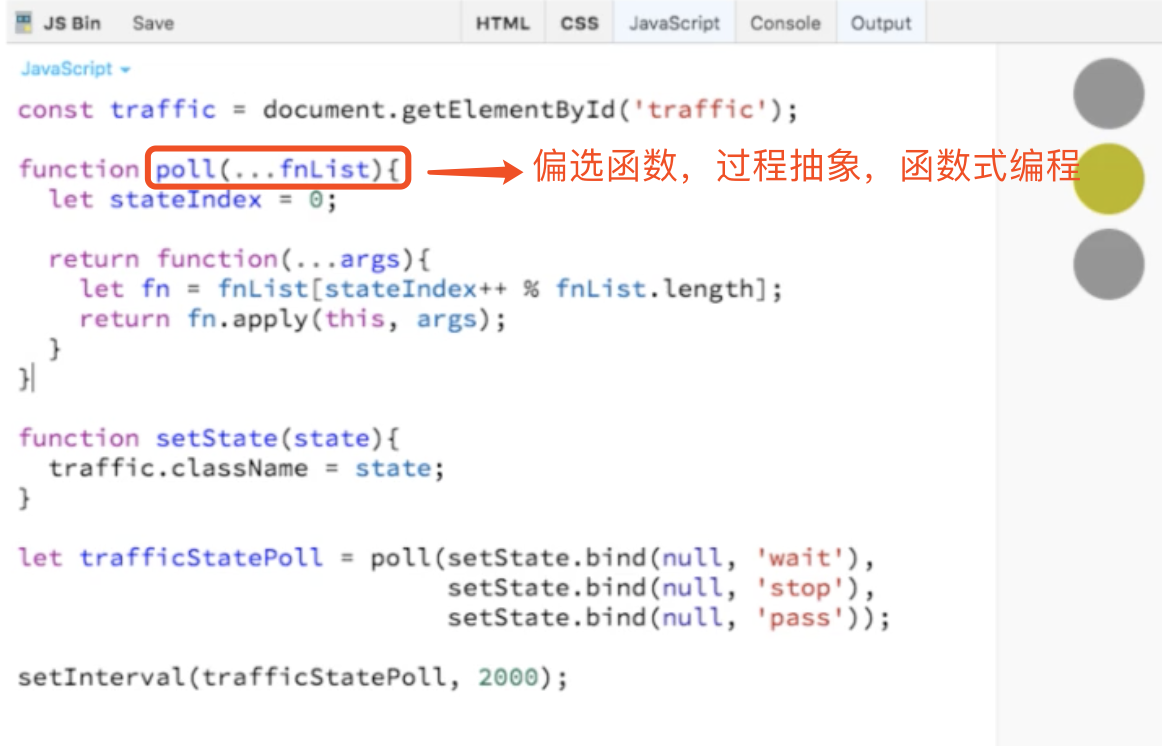 JS Bin Save HTML CSS JavaScript Console Output
JavaScript
const traffic = document.getElementById('traffic');
function poll(...fnList){ 偏选函数，过程抽象，函数式编程
  let stateIndex = 0;
  return function(...args){
    let fn = fnList[stateIndex++ % fnList.length];
    return fn.apply(this, args);
  }
}
function setState(state){
  traffic.className = state;
}
let trafficStatePoll = poll(setState.bind(null, 'wait'),
                            setState.bind(null, 'stop'),
                            setState.bind(null, 'pass'));
setInterval(trafficStatePoll, 2000);